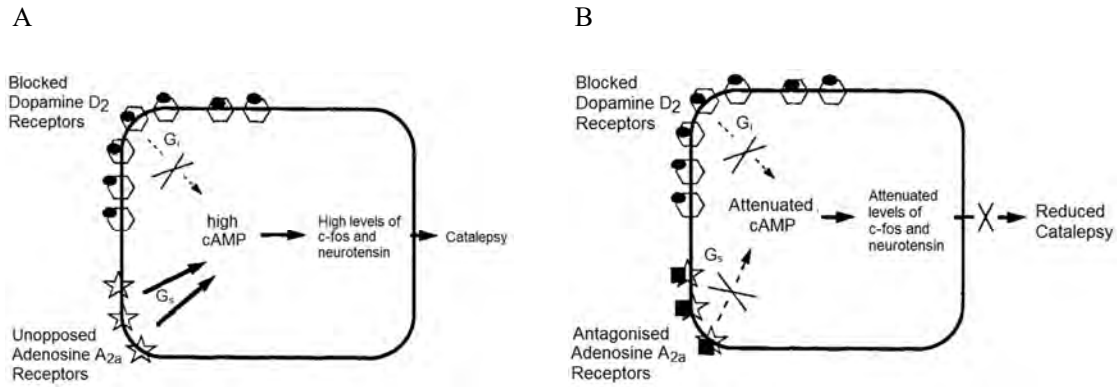 A
Blocked
Dopamine D2
Receptors
Gi
high
cAMP
High levels of
c-fos and
neurotensin
Catalepsy
Gs
Unopposed
Adenosine A2a
Receptors
B
Blocked
Dopamine D2
Receptors
Gi
Attenuated
cAMP
Attenuated
levels of
c-fos and
neurotensin
Reduced
Catalepsy
Gs
Antagonised
Adenosine A2a
Receptors